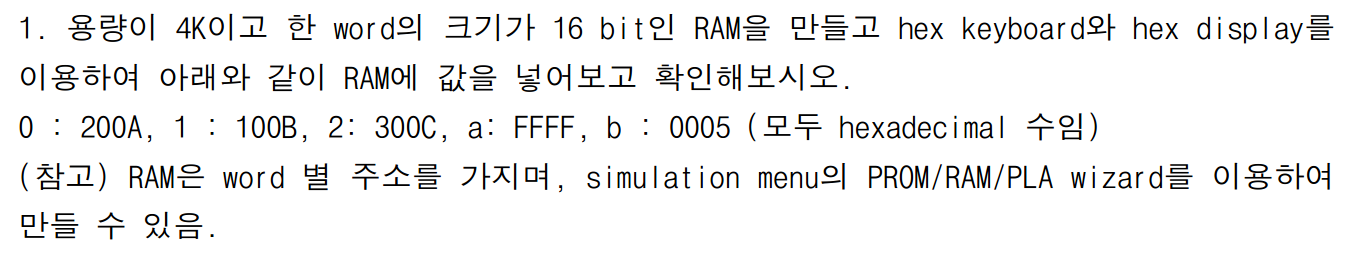 1. 용량이 4K이고 한 word의 크기가 16 bit인 RAM을 만들고 hex keyboard와 hex display를
이용하여 아래와 같이 RAM에 값을 넣어보고 확인해보시오.
0 : 200A, 1 : 100B, 2: 300C, a: FFFF, b : 0005 (모두 hexadecimal 수임)
(참고) RAM은 word 별 주소를 가지며, simulation menu의 PROM/RAM/PLA wizard를 이용하여
만들 수 있음.